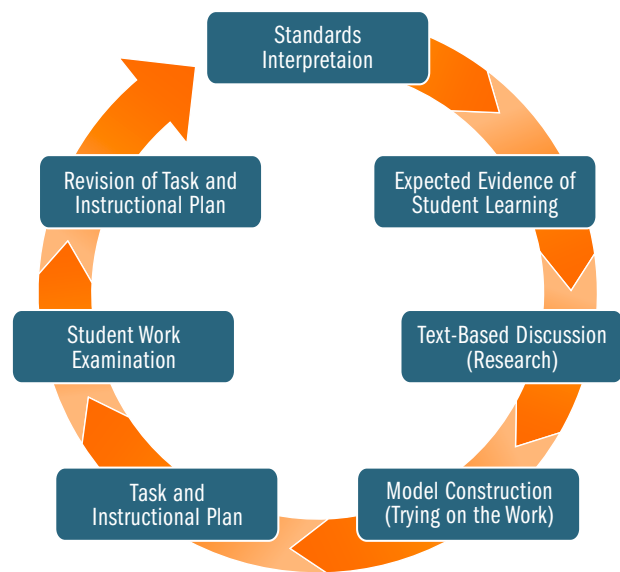 Standards
Interpretaion
Expected Evidence of
Student Learning
Text-Based Discussion
(Research)
Model Construction
(Trying on the Work)
Task and
Instructional Plan
Student Work
Examination
Revision of Task and
Instructional Plan